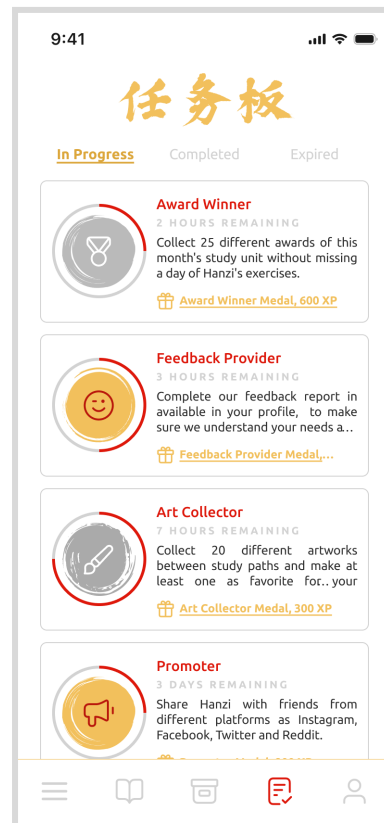 9:41
任务板
In Progress
Completed
Expired
Award Winner
2 HOURS REMAINING
Collect 25 different awards of this
month's study unit without missing
a day of Hanzi's exercises.
Award Winner Medal, 600 XP
Feedback Provider
3 HOURS REMAINING
Complete our feedback report in
available in your profile, to make
sure we understand your needs a...
Feedback Provider Medal,...
Art Collector
7 HOURS REMAINING
Collect 20 different artworks
between study paths and make at
least one as favorite for.. your
Art Collector Medal, 300 XP
Promoter
3 DAYS REMAINING
Share Hanzi with friends from
different platforms as Instagram,
Facebook, Twitter and Reddit.